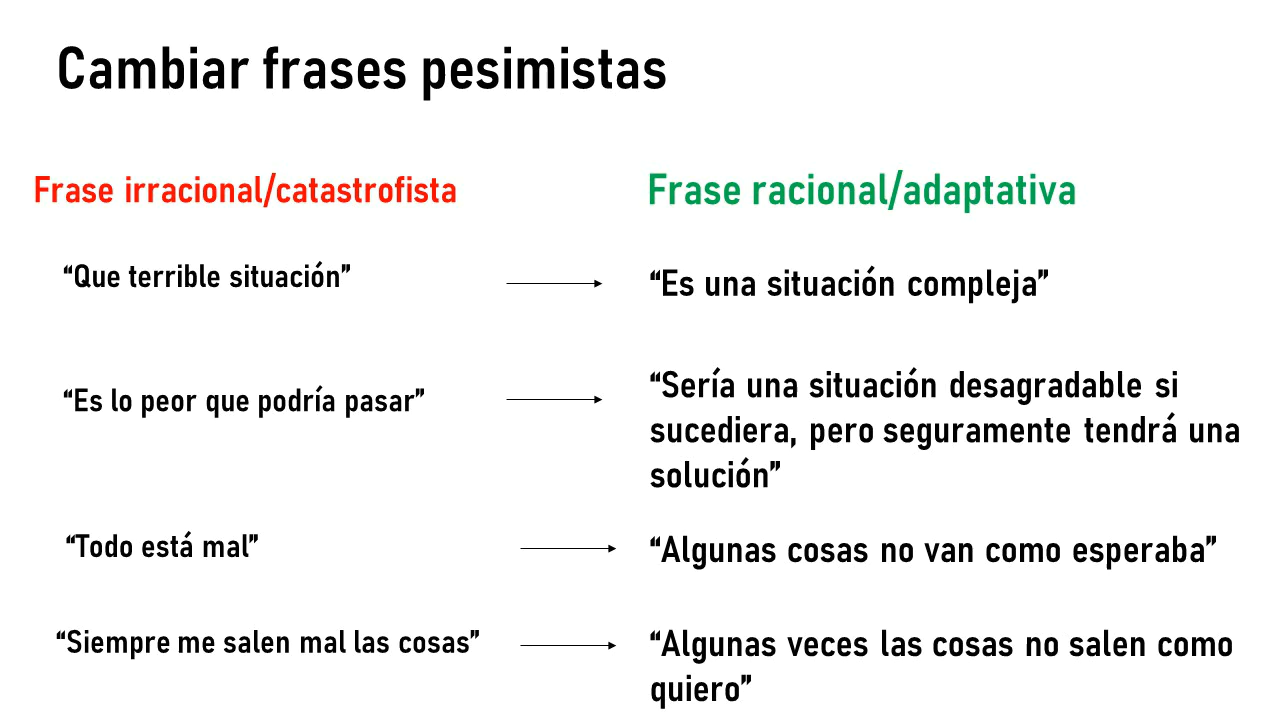 Cambiar frases pesimistas
Frase irracional/catastrofista
Frase racional/adaptativa
“Que terrible situación”
“Es una situación compleja”
“Es lo peor que podría pasar”
“Sería una situación desagradable si
sucediera, pero seguramente tendrá una
solución”
“Todo está mal”
“Algunas cosas no van como esperaba”
“Siempre me salen mal las cosas”
“Algunas veces las cosas no salen como
quiero”